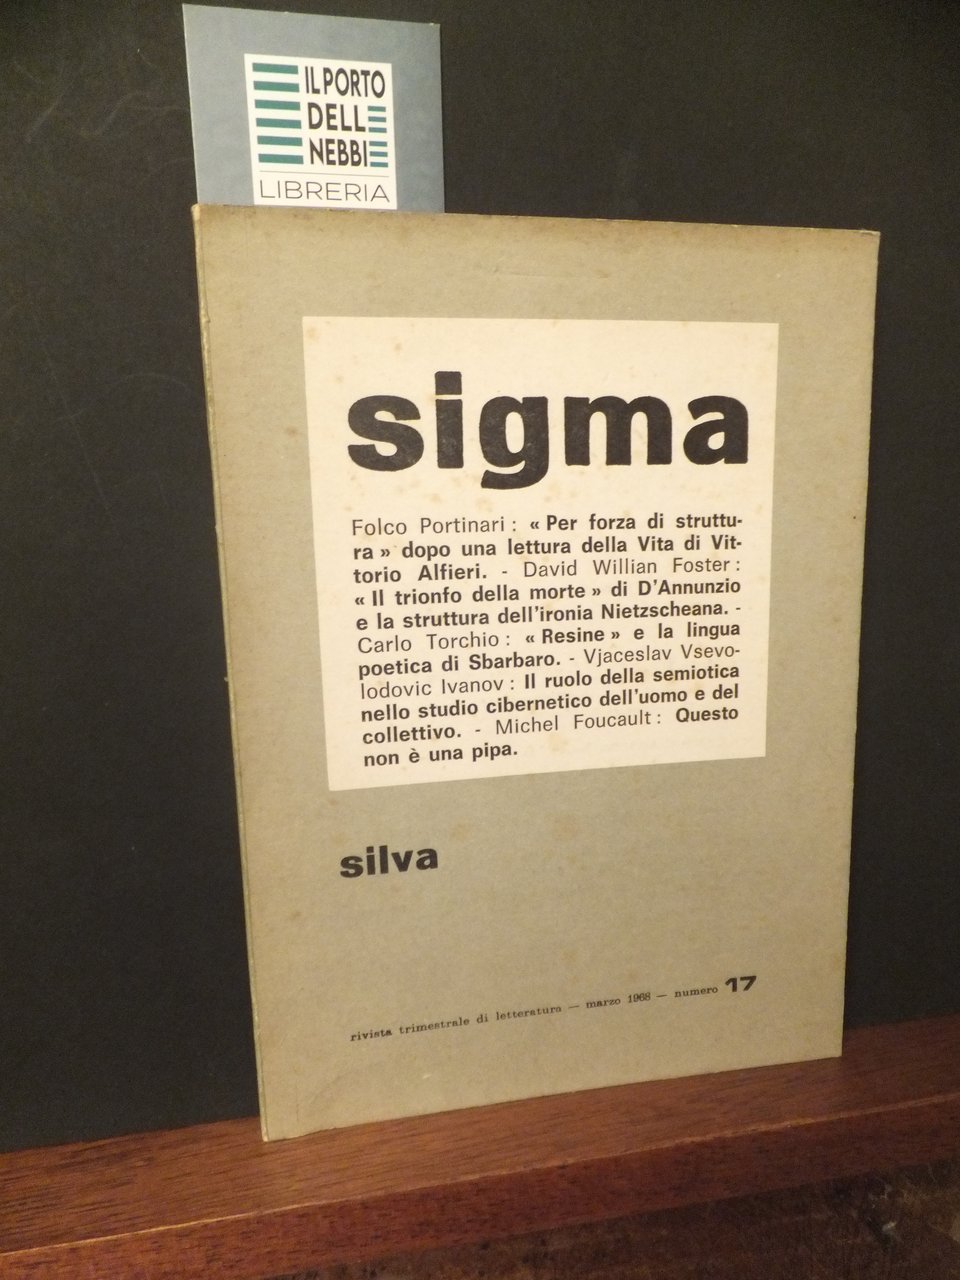 IL PORTO
DELL
NEBBI
LIBRERIA
sigma
Folco Portinari : « Per forza di struttu-
ra » dopo una lettura della Vita di Vit-
torio Alfieri. - David Willian Foster :
« Il trionfo della morte » di D'Annunzio
e la struttura dell'ironia Nietzscheana. -
Carlo Torchio : « Resine » e la lingua
poetica di Sbarbaro. - Vjaceslav Vsevo-
lodovic Ivanov : Il ruolo della semiotica
nello studio cibernetico dell'uomo e del
collettivo. - Michel Foucault : Questo
non è una pipa.
silva
rivista trimestrale di letteratura — marzo 1968 — numero 17